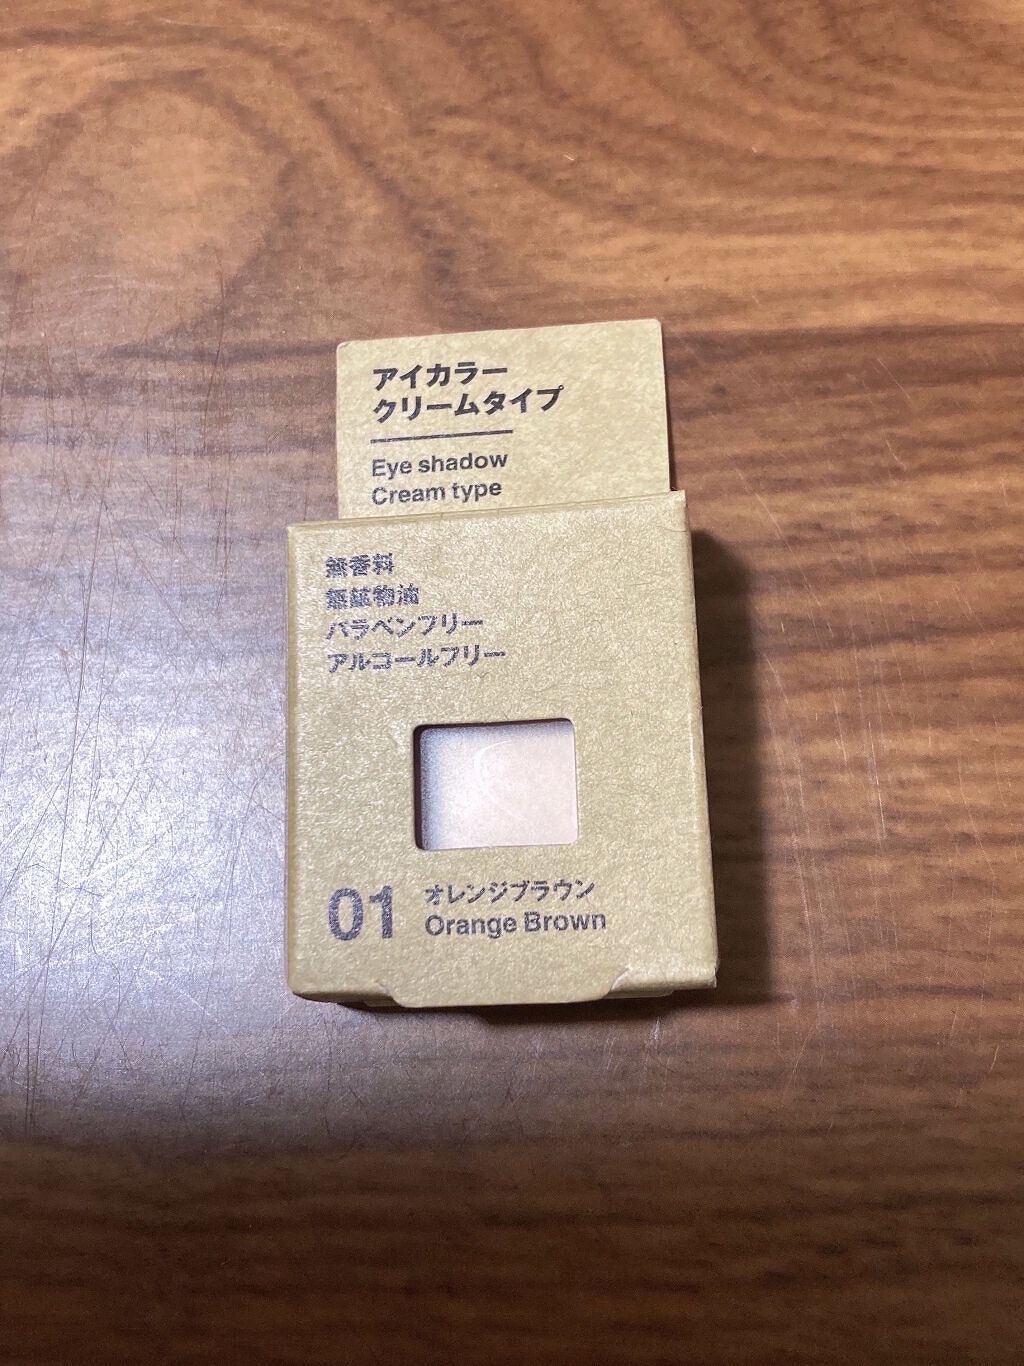 アイカラー
クリームタイプ
Eye shadow
Cream type
無香料
無鉱物油
パラベンフリー
アルコールフリー
01 オレンジブラウン
Orange Brown